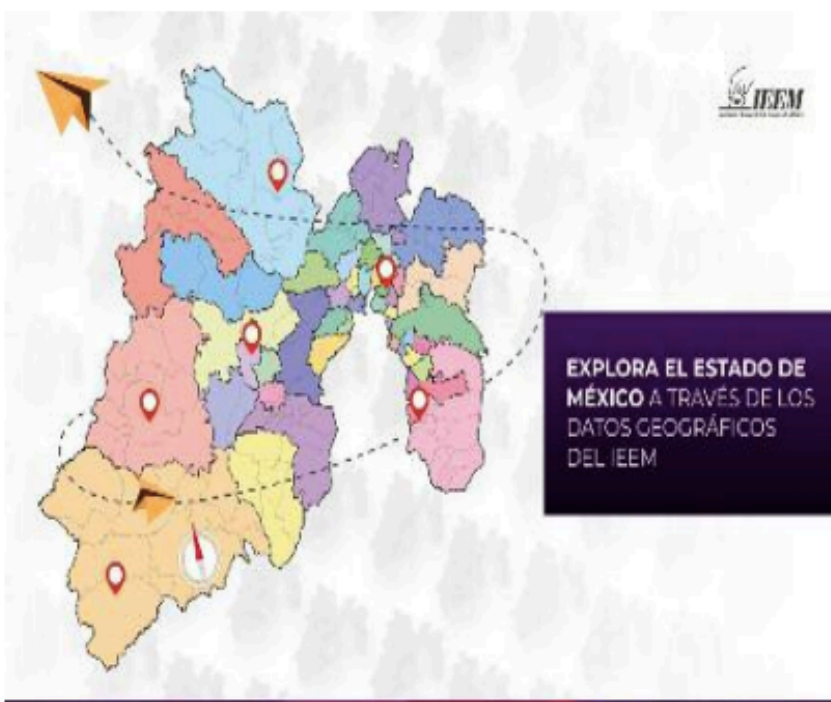 IEEM
EXPLORA EL ESTADO DE
MÉXICO A TRAVÉS DE LOS
DATOS GEOGRÁFICOS
DEL IEEM